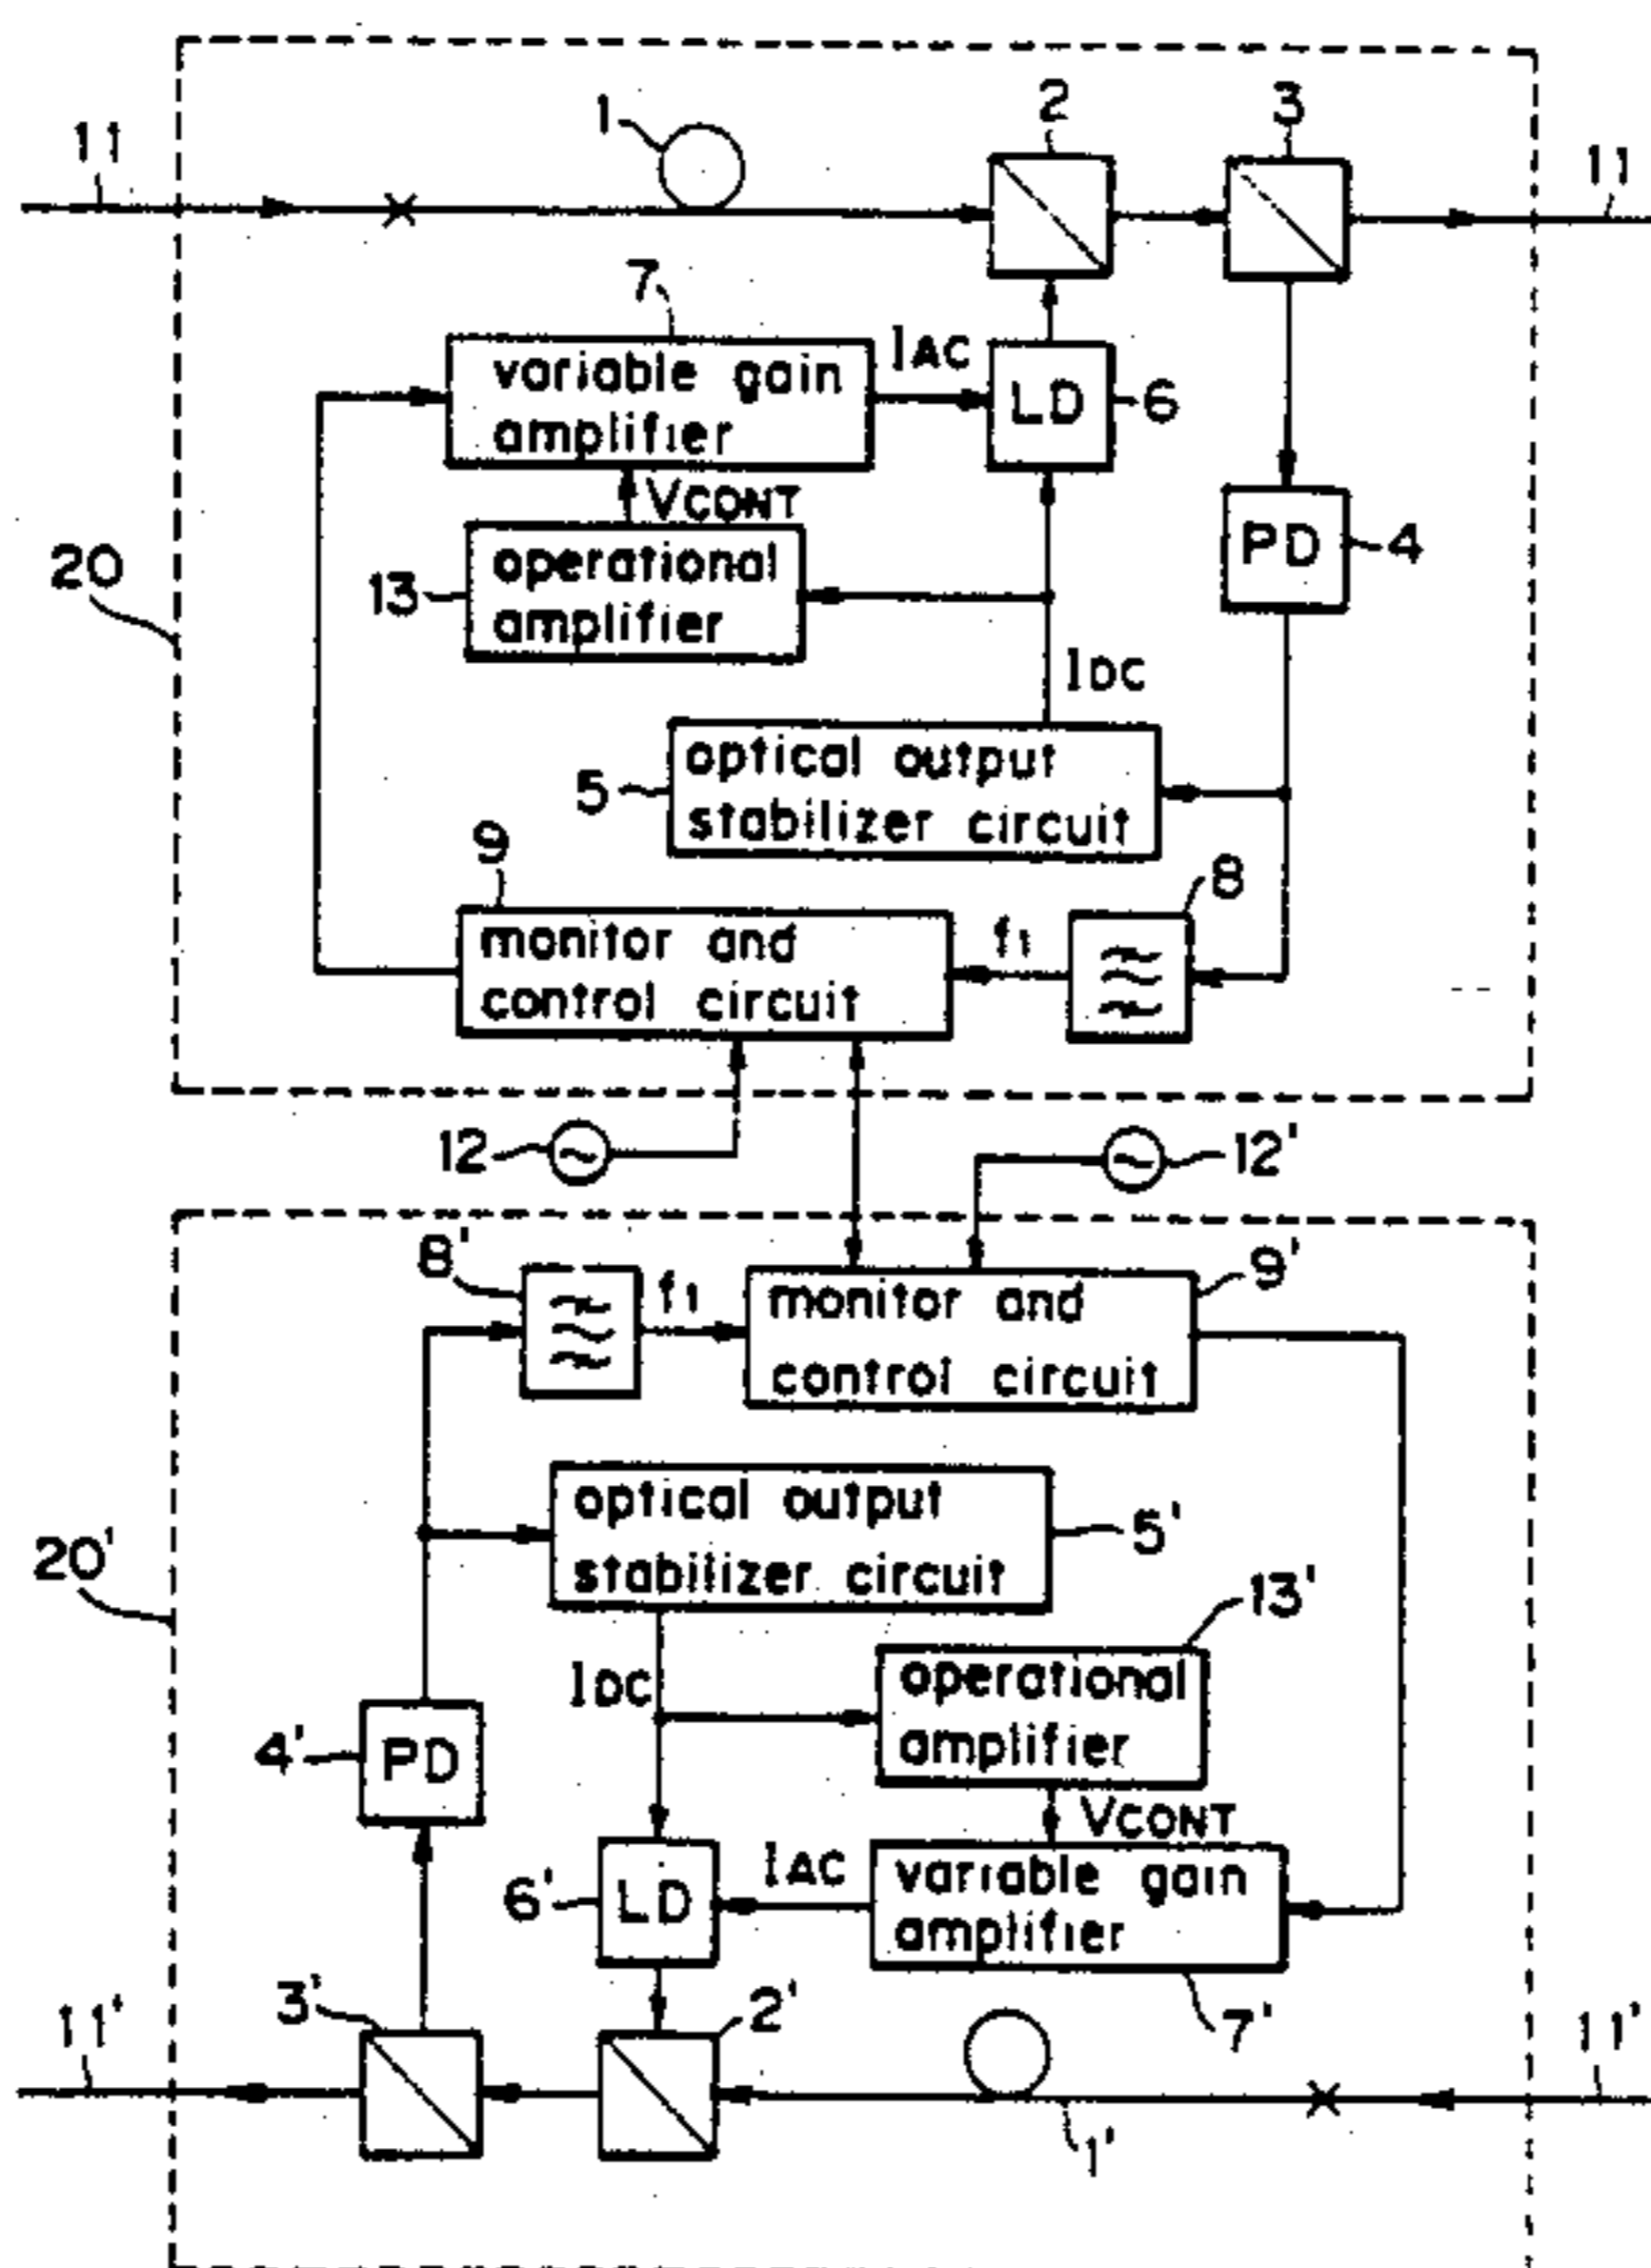 1
2
3
11
11
7
variable gain
amplifier
IAC
LD
6
VCONT
20
13
operational
amplifier
PD
4
IDC
5
optical output
stabilizer circuit
9
8
monitor and
control circuit
f1
12
12'
8'
f1
monitor and
control circuit
9'
optical output
stabilizer circuit
5'
20'
13'
IDC
operational
amplifier
4'
PD
VCONT
IAC
variable gain
amplifier
6'
LD
3'
2'
7'
11'
11'
1'